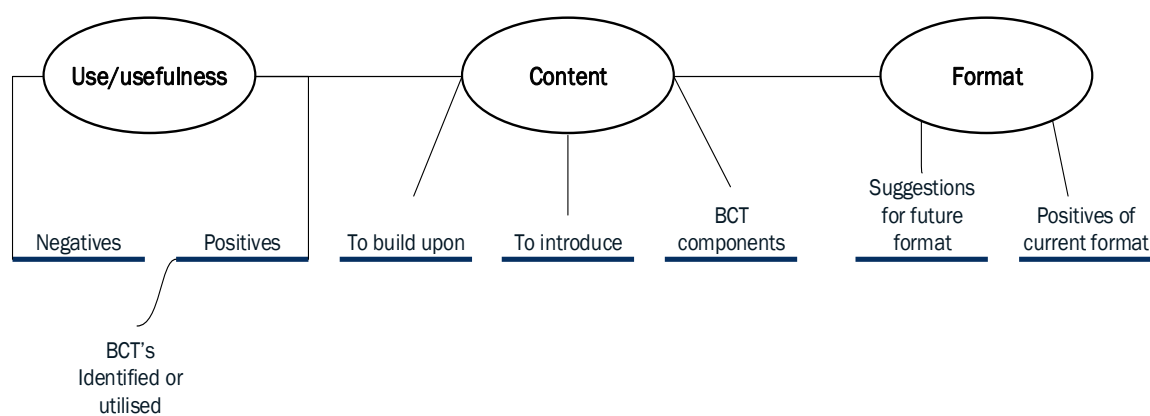 Use/usefulness
Content
Format
Negatives
Positives
To build upon
To introduce
BCT
components
Suggestions
for future
format
Positives of
current format
BCT's
Identified or
utilised